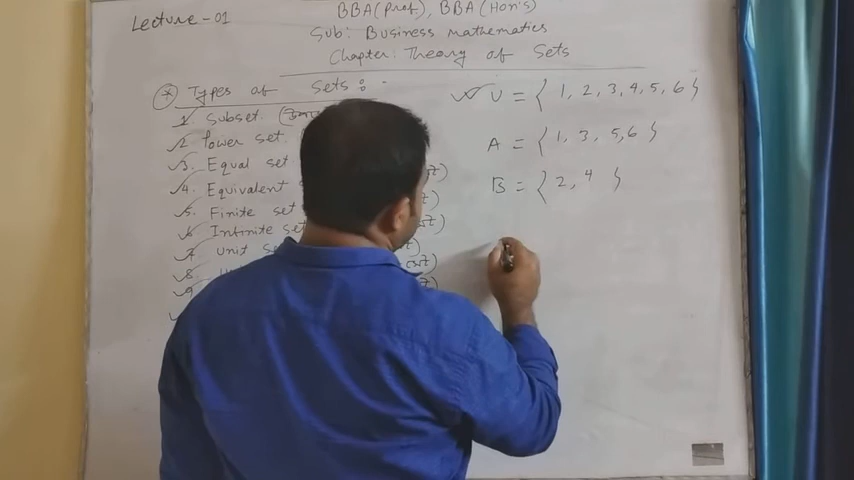 Lecture-01
BBA (Prof), BBA (Hon's)
Sub: Business mathematics
Chapter: Theory of Sets
* Types of Sets:
1 Subset
2 Power set
3. Equal set
4. Equivalent
5. Finite set
6 Infinite set
7 Unit
8.
9
U = { 1, 2, 3, 4, 5, 6 }
A = { 1, 3, 5, 6 }
B = { 2, 4 }